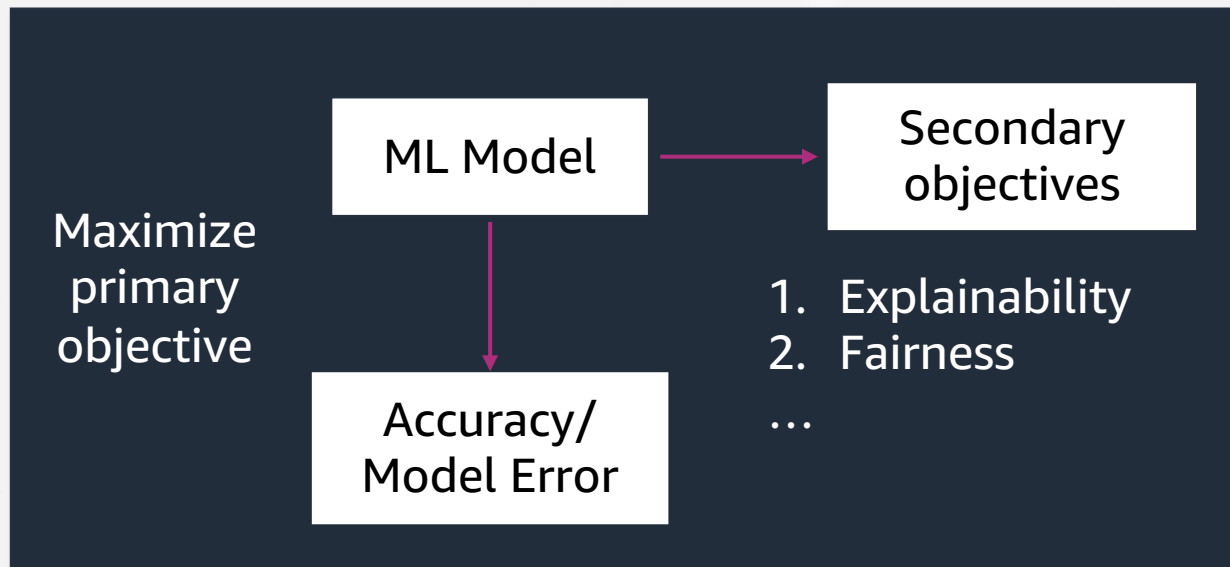 ML Model
Secondary
objectives
Maximize
primary
objective
1. Explainability
2. Fairness
...
Accuracy/
Model Error